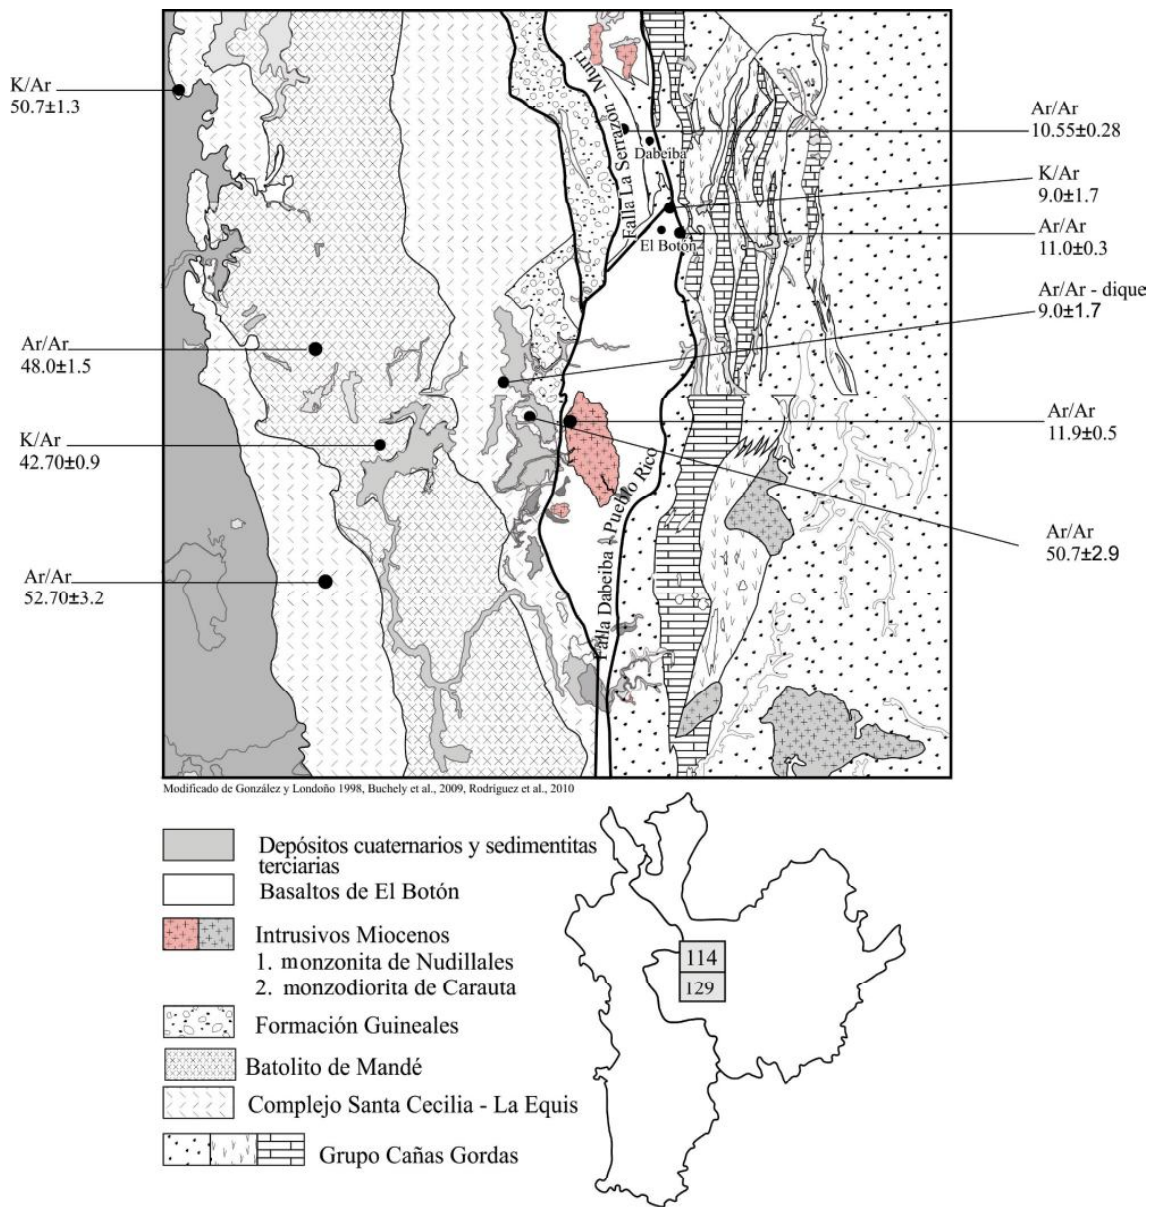 K/Ar
50.7±1.3
Ar/Ar
48.0±1.5
K/Ar
42.70±0.9
Ar/Ar
52.70±3.2
Falla La Serrazon - Murri
Dabeiba
El Botón
Falla Dabeiba - Pueblo Rico
Ar/Ar
10.55±0.28
K/Ar
9.0±1.7
Ar/Ar
11.0±0.3
Ar/Ar - dique
9.0±1.7
Ar/Ar
11.9±0.5
Ar/Ar
50.7±2.9
Modificado de González y Londoño 1998, Buchely et al., 2009, Rodríguez et al., 2010
Depósitos cuaternarios y sedimentitas
terciarias
Basaltos de El Botón
Intrusivos Miocenos
1. monzonita de Nudillales
2. monzodiorita de Carauta
Formación Guineales
Batolito de Mandé
Complejo Santa Cecilia - La Equis
Grupo Cañas Gordas
114
129